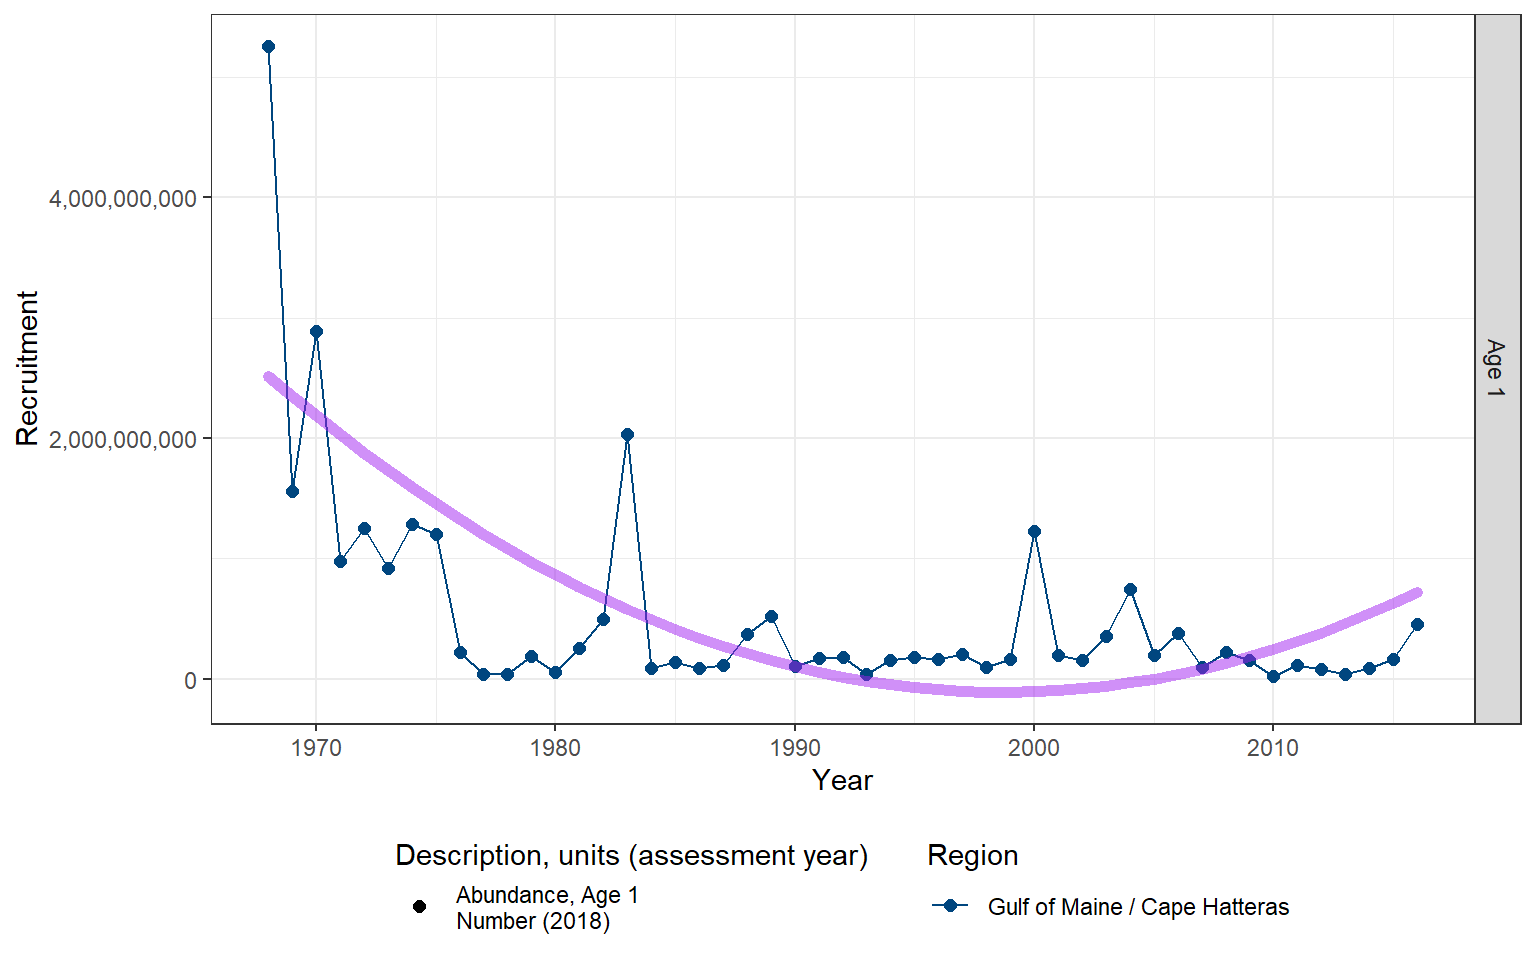 4,000,000,000
2,000,000,000
0
Recruitment
Age 1
1970 1980 1990 2000 2010
Year
Description, units (assessment year)
Abundance, Age 1
Number (2018)
Region
Gulf of Maine / Cape Hatteras